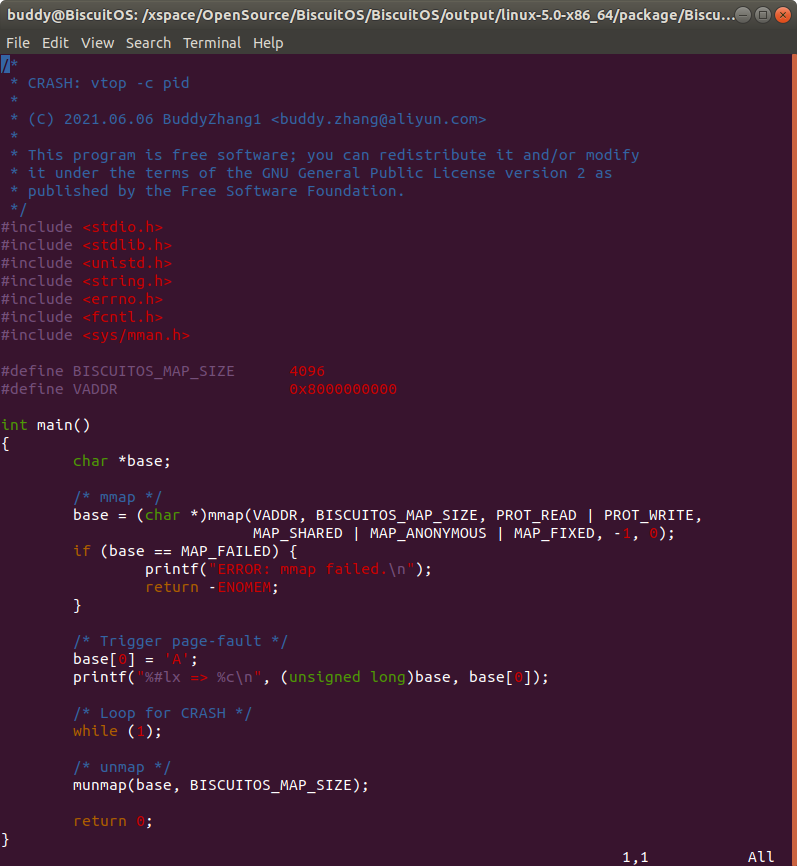 buddy@BiscuitOS: /xspace/OpenSource/BiscuitOS/BiscuitOS/output/linux-5.0-x86_64/package/Biscu...
File Edit View Search Terminal Help
/*
 * CRASH: vtop -c pid
 *
 * (C) 2021.06.06 BuddyZhang1 <buddy.zhang@aliyun.com>
 *
 * This program is free software; you can redistribute it and/or modify
 * it under the terms of the GNU General Public License version 2 as
 * published by the Free Software Foundation.
 */
#include <stdio.h>
#include <stdlib.h>
#include <unistd.h>
#include <string.h>
#include <errno.h>
#include <fcntl.h>
#include <sys/mman.h>

#define BISCUITOS_MAP_SIZE      4096
#define VADDR                   0x8000000000

int main()
{
        char *base;

        /* mmap */
        base = (char *)mmap(VADDR, BISCUITOS_MAP_SIZE, PROT_READ | PROT_WRITE,
                            MAP_SHARED | MAP_ANONYMOUS | MAP_FIXED, -1, 0);
        if (base == MAP_FAILED) {
                printf("ERROR: mmap failed.\n");
                return -ENOMEM;
        }

        /* Trigger page-fault */
        base[0] = 'A';
        printf("%#lx => %c\n", (unsigned long)base, base[0]);

        /* Loop for CRASH */
        while (1);

        /* unmap */
        munmap(base, BISCUITOS_MAP_SIZE);

        return 0;
}
1,1 All